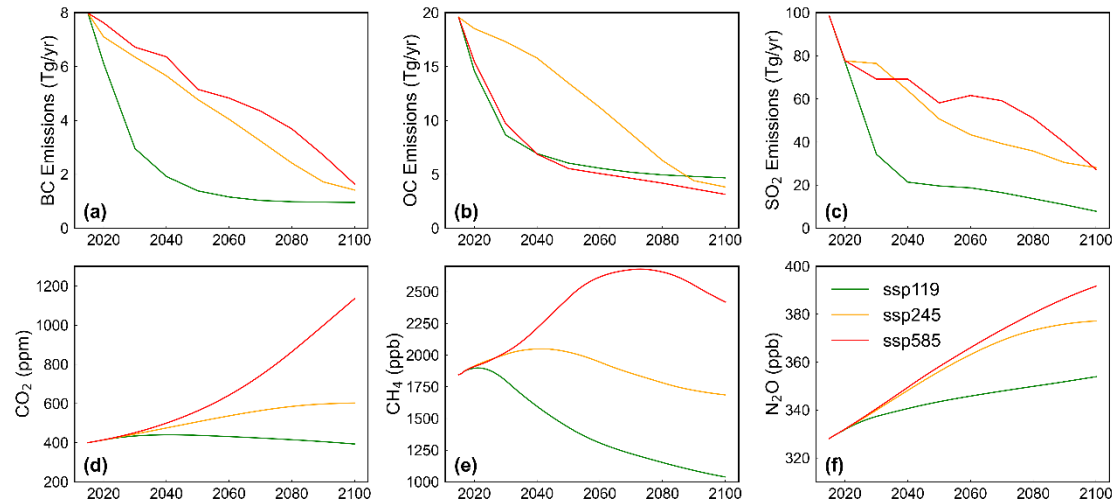 8
6
4
2
0
BC Emissions (Tg/yr)
(a)
2020 2040 2060 2080 2100
20
15
10
5
0
OC Emissions (Tg/yr)
(b)
2020 2040 2060 2080 2100
100
80
60
40
20
0
SO₂ Emissions (Tg/yr)
(c)
2020 2040 2060 2080 2100
1200
1000
800
600
400
200
CO₂ (ppm)
(d)
2020 2040 2060 2080 2100
2500
2250
2000
1750
1500
1250
1000
CH₄ (ppb)
(e)
2020 2040 2060 2080 2100
400
380
360
340
320
N₂O (ppb)
ssp119
ssp245
ssp585
(f)
2020 2040 2060 2080 2100